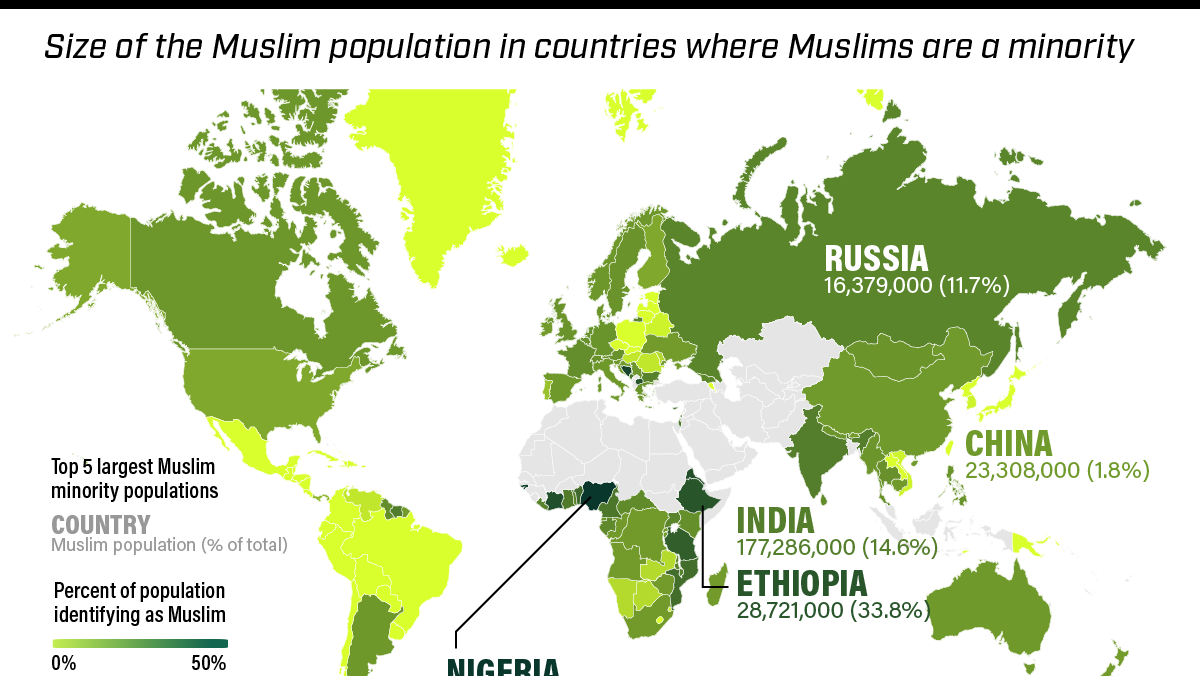 Size of the Muslim population in countries where Muslims are a minority
RUSSIA
16,379,000 (11.7%)
CHINA
23,308,000 (1.8%)
Top 5 largest Muslim
minority populations
COUNTRY
Muslim population (% of total)
INDIA
177,286,000 (14.6%)
ETHIOPIA
28,721,000 (33.8%)
Percent of population
identifying as Muslim
0% 50%
NIGERIA